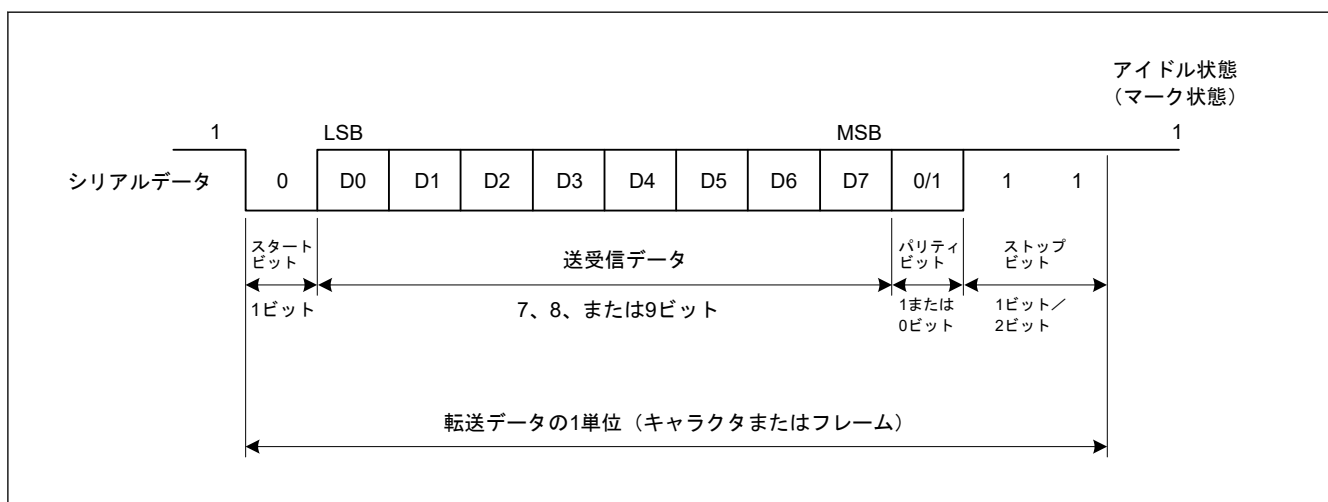 アイドル状態
（マーク状態）
1 LSB MSB 1
シリアルデータ 0 D0 D1 D2 D3 D4 D5 D6 D7 0/1 1 1
スタート
ビット
送受信データ
パリティ
ビット
ストップ
ビット
1ビット
7、8、または9ビット
1または
0ビット
1ビット／
2ビット
転送データの1単位（キャラクタまたはフレーム）